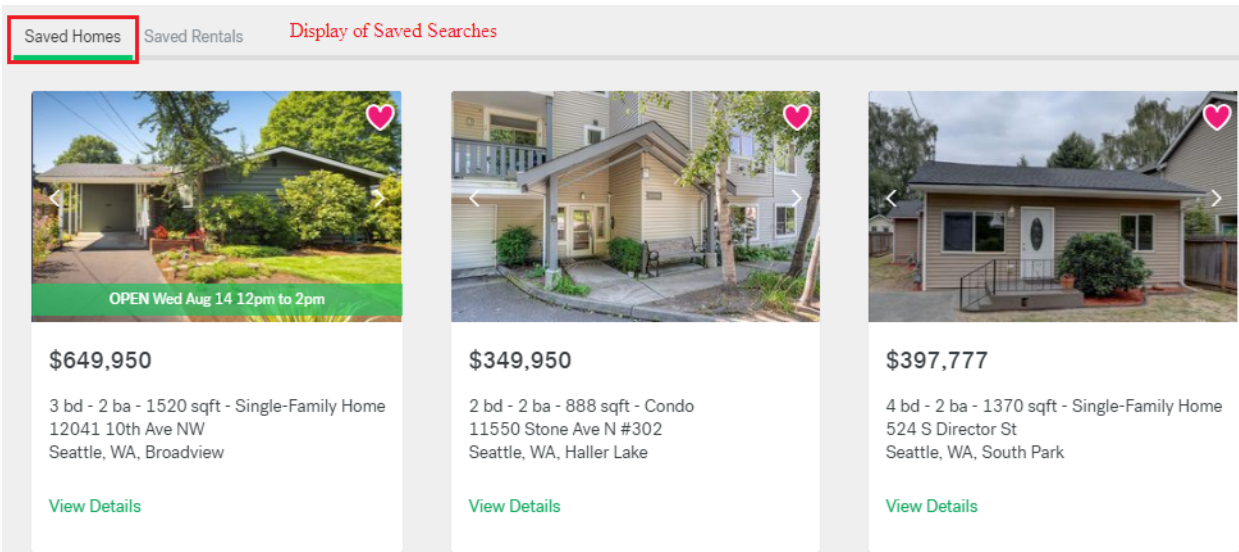 Saved Homes Saved Rentals Display of Saved Searches
OPEN Wed Aug 14 12pm to 2pm
$649,950
3 bd - 2 ba - 1520 sqft - Single-Family Home
12041 10th Ave NW
Seattle, WA, Broadview
View Details
$349,950
2 bd - 2 ba - 888 sqft - Condo
11550 Stone Ave N #302
Seattle, WA, Haller Lake
View Details
$397,777
4 bd - 2 ba - 1370 sqft - Single-Family Home
524 S Director St
Seattle, WA, South Park
View Details